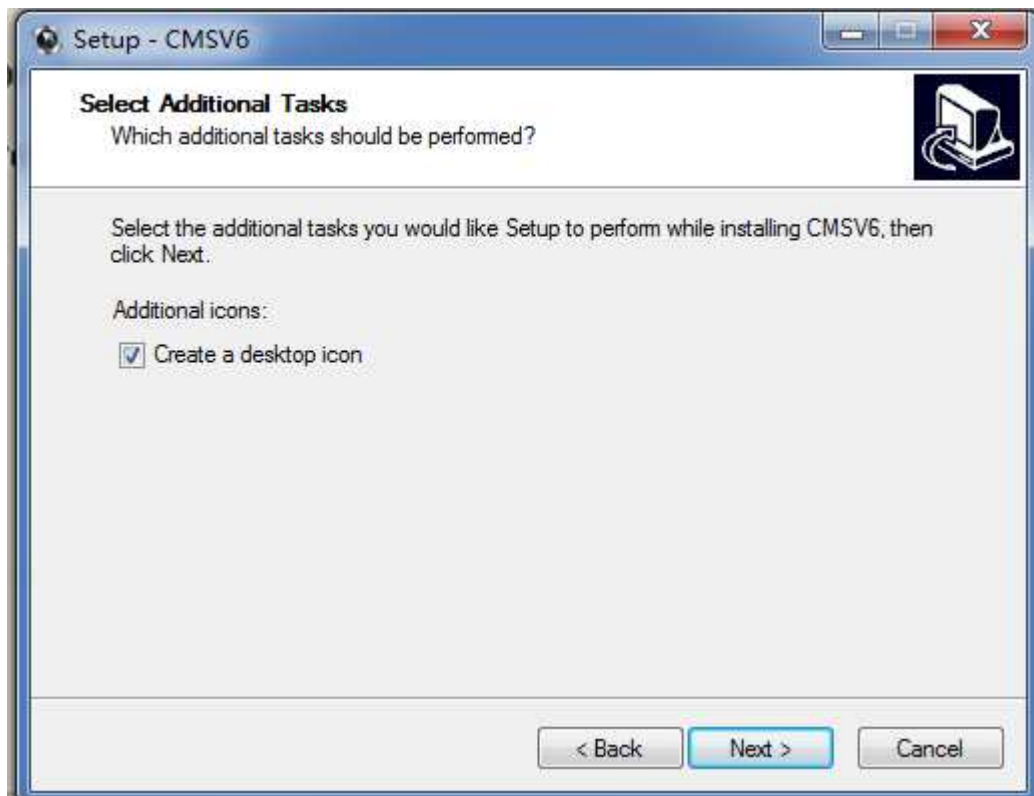 Setup - CMSV6
Select Additional Tasks
Which additional tasks should be performed?
Select the additional tasks you would like Setup to perform while installing CMSV6, then
click Next.
Additional icons:
Create a desktop icon
< Back
Next >
Cancel